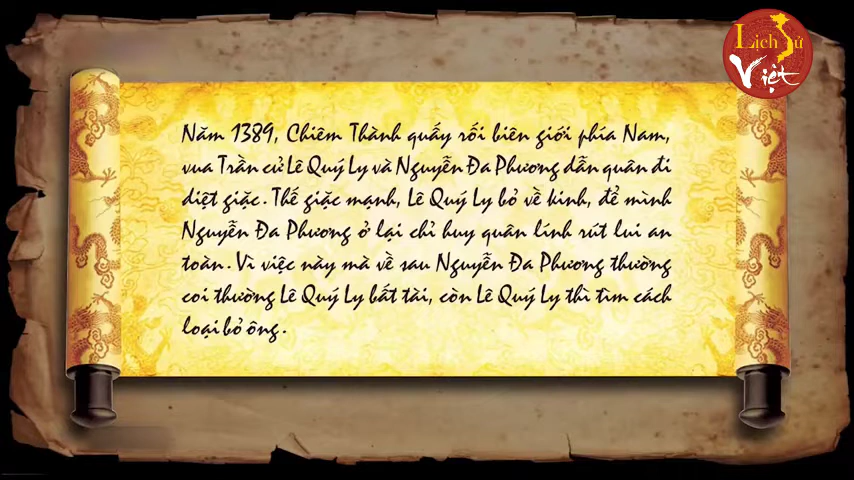 Lịch Sử
Việt
Năm 1389, Chiêm Thành quấy rối biên giới phía Nam,
vua Trần cử Lê Quý Ly và Nguyễn Đa Phương dẫn quân đi
diệt giặc. Thế giặc mạnh, Lê Quý Ly bỏ về kinh, để mình
Nguyễn Đa Phương ở lại chỉ huy quân lính rút lui an
toàn. Vì việc này mà về sau Nguyễn Đa Phương thường
coi thường Lê Quý Ly bất tài, còn Lê Quý Ly thì tìm cách
loại bỏ ông.